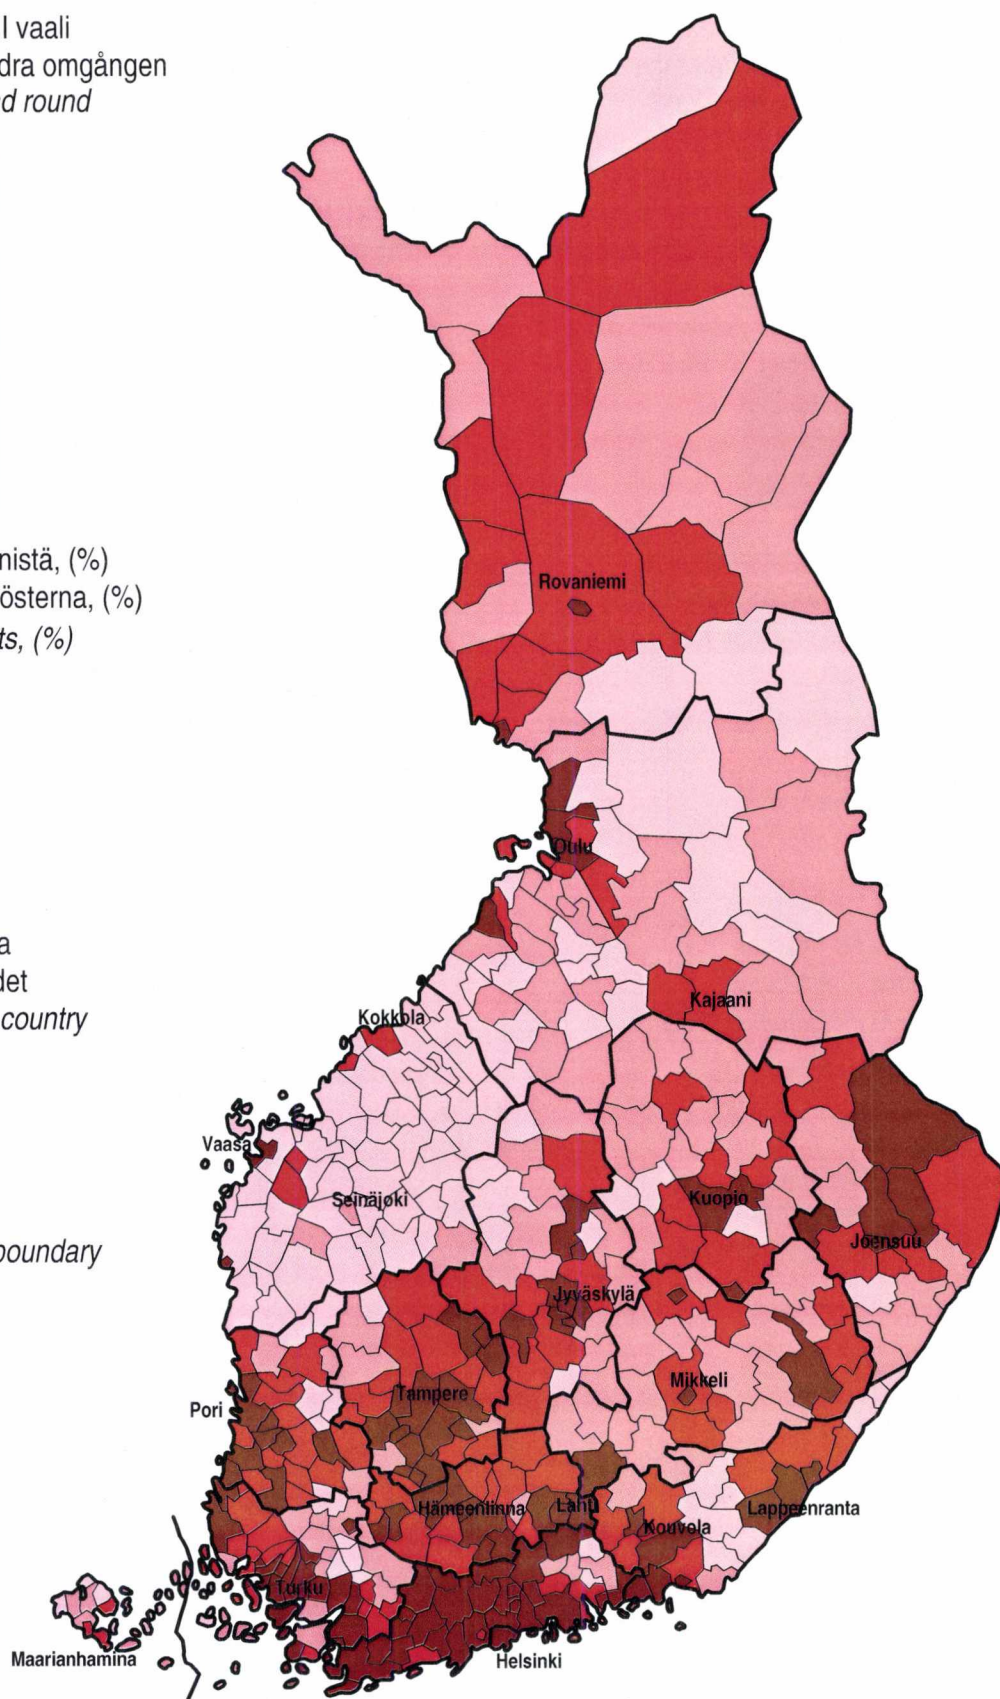 I vaali
dra omgången
d round
nistä, (%)
österna, (%)
ts, (%)
a
det
country
boundary
Rovaniemi
Oulu
Kajaani
Kokkola
Vaasa
Seinäjoki
Kuopio
Joensuu
Jyväskylä
Mikkeli
Tampere
Pori
Hämeenlinna
Lahti
Lappeenranta
Kouvola
Turku
Maarianhamina
Helsinki